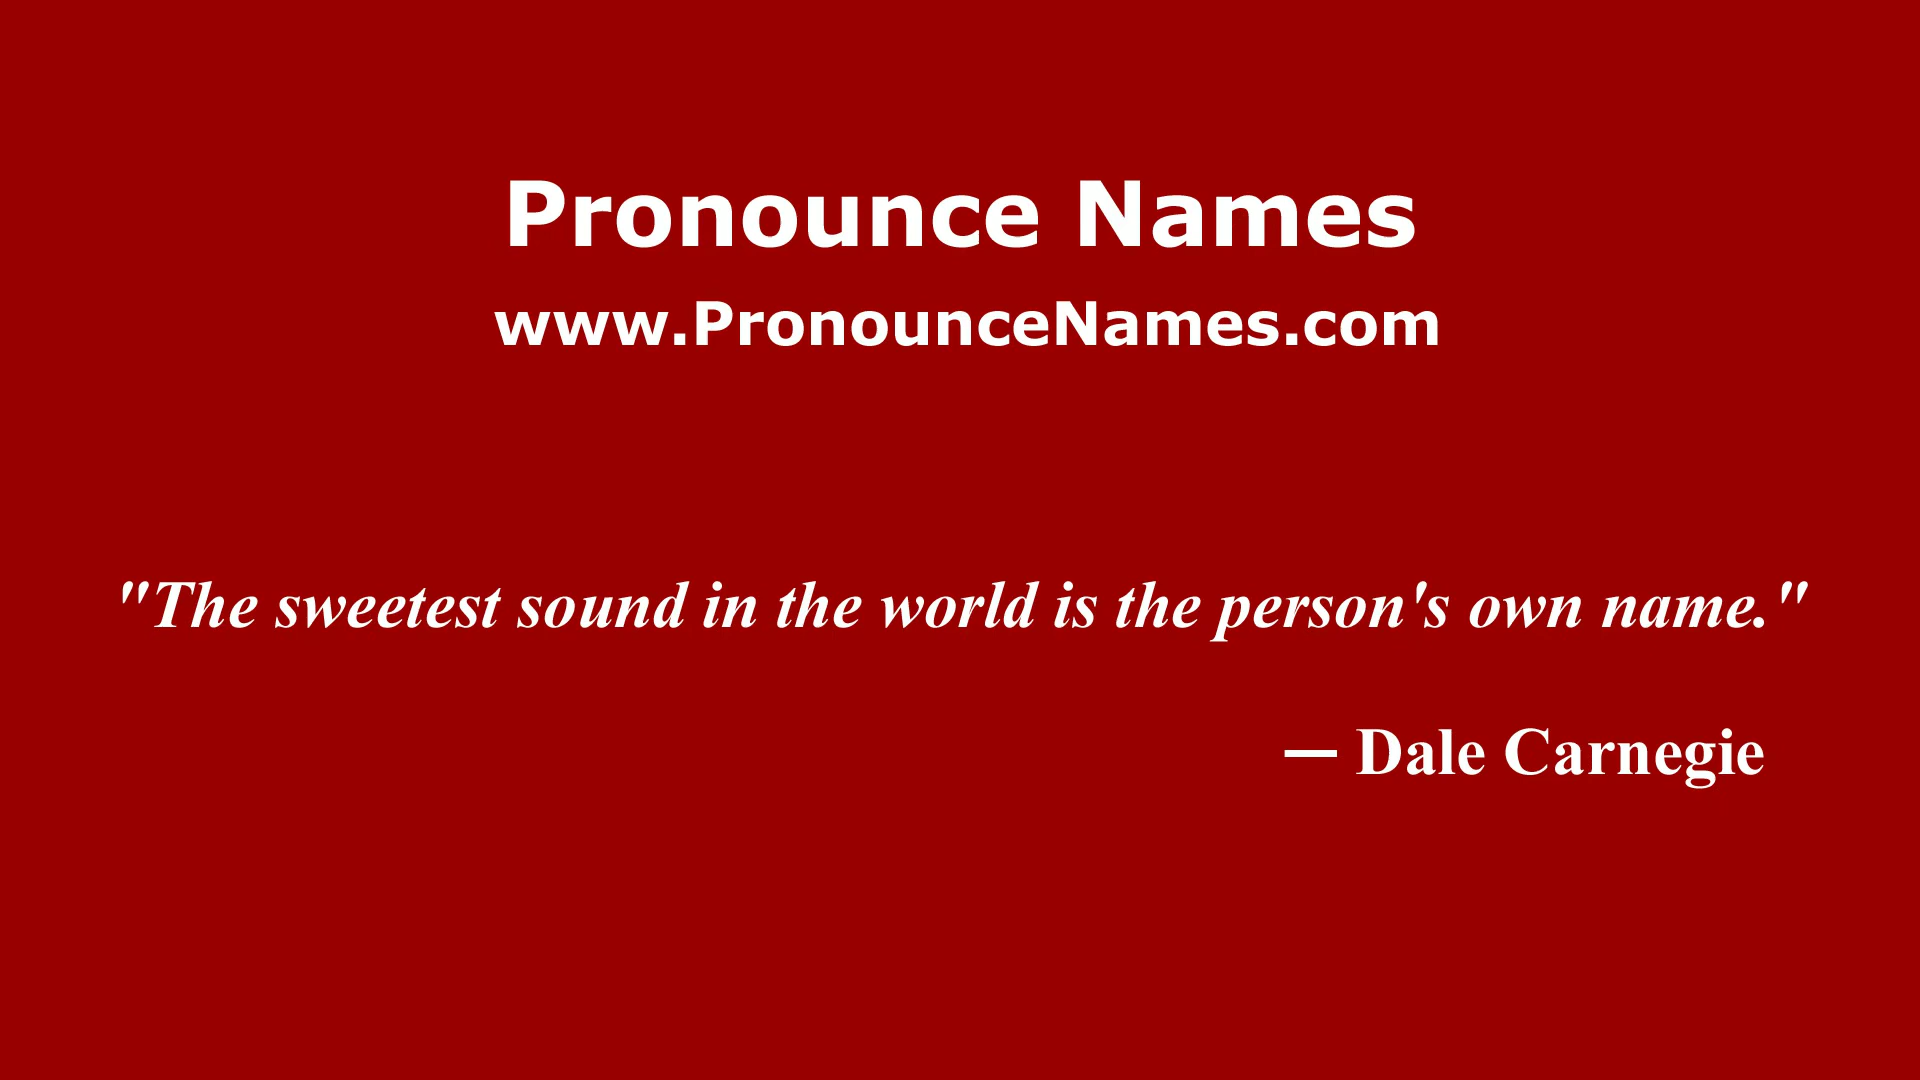 Pronounce Names
www.PronounceNames.com
"The sweetest sound in the world is the person's own name."
— Dale Carnegie